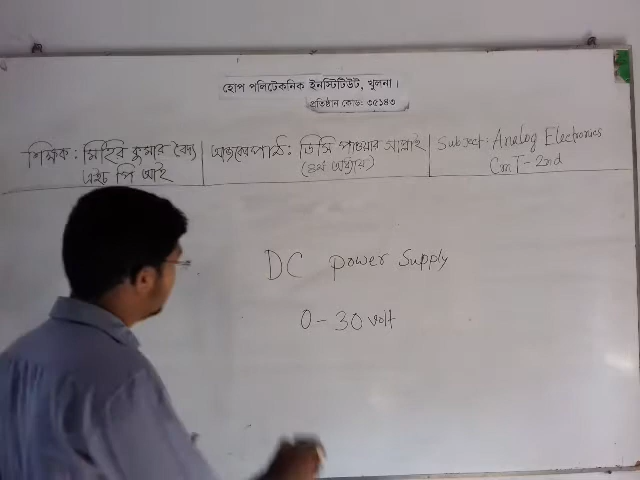 হোপ পলিটেকনিক ইনস্টিটিউট, খুলনা।
প্রতিষ্ঠান কোড: ৩৫১৪৩
শিক্ষক: মিহির কুমার বৈদ্য
এইচ পি আই
আজকের পাঠ: ডিসি পাওয়ার সাপ্লাই
(৪র্থ অধ্যায়)
Subject: Analog Electronics
CmT-2nd
DC power Supply
0-30 volt